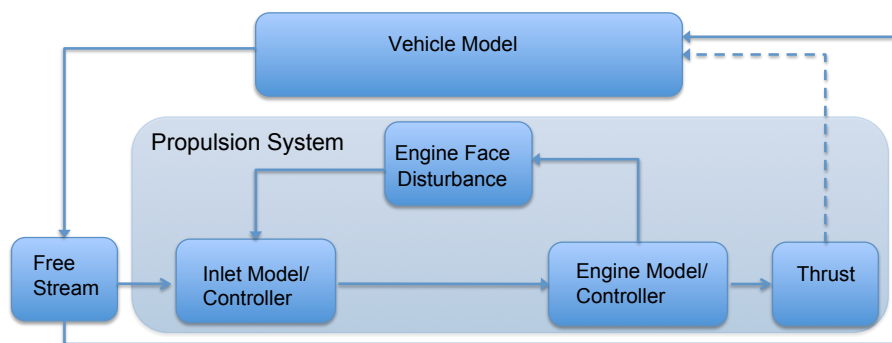 Vehicle Model
Propulsion System
Engine Face
Disturbance
Free
Stream
Inlet Model/
Controller
Engine Model/
Controller
Thrust